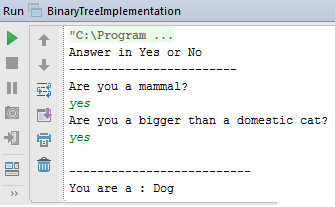 Run BinaryTreeImplementation
"C:\Program ...
Answer in Yes or No
------------------------
Are you a mammal?
yes
Are you a bigger than a domestic cat?
yes
--------------------------
You are a : Dog